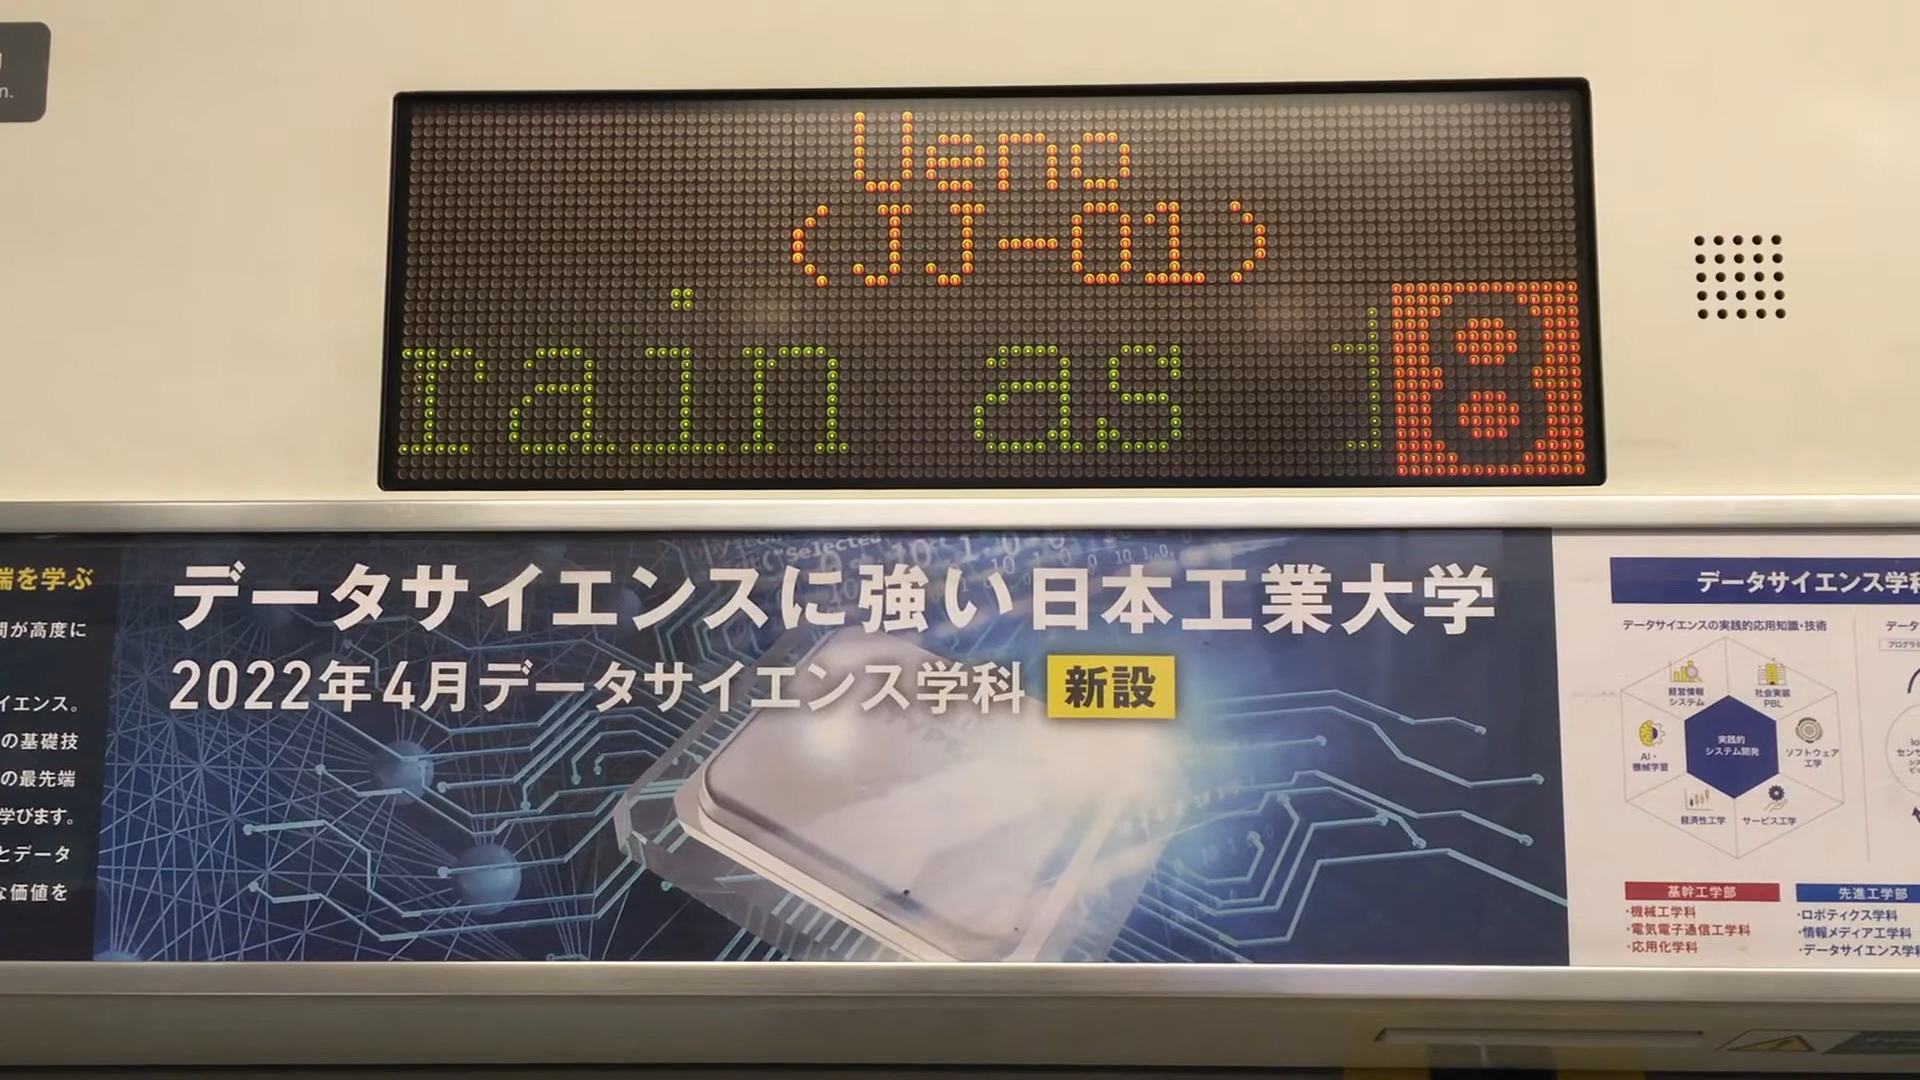 n.
Ueno
(JJ-01)
rain as
端を学ぶ
間が高度に
イエンス。
の基礎技
の最先端
学びます。
とデータ
な価値を
データサイエンスに強い日本工業大学
2022年4月データサイエンス学科 新設
データサイエンス学科
データサイエンスの実践的応用知識・技術
経営情報
システム
社会実装
PBL
AI・
機械学習
実践的
システム開発
ソフトウェア
工学
経済性工学
サービス工学
基幹工学部
・機械工学科
・電気電子通信工学科
・応用化学科
先進工学部
・ロボティクス学科
・情報メディア工学科
・データサイエンス学科
データ